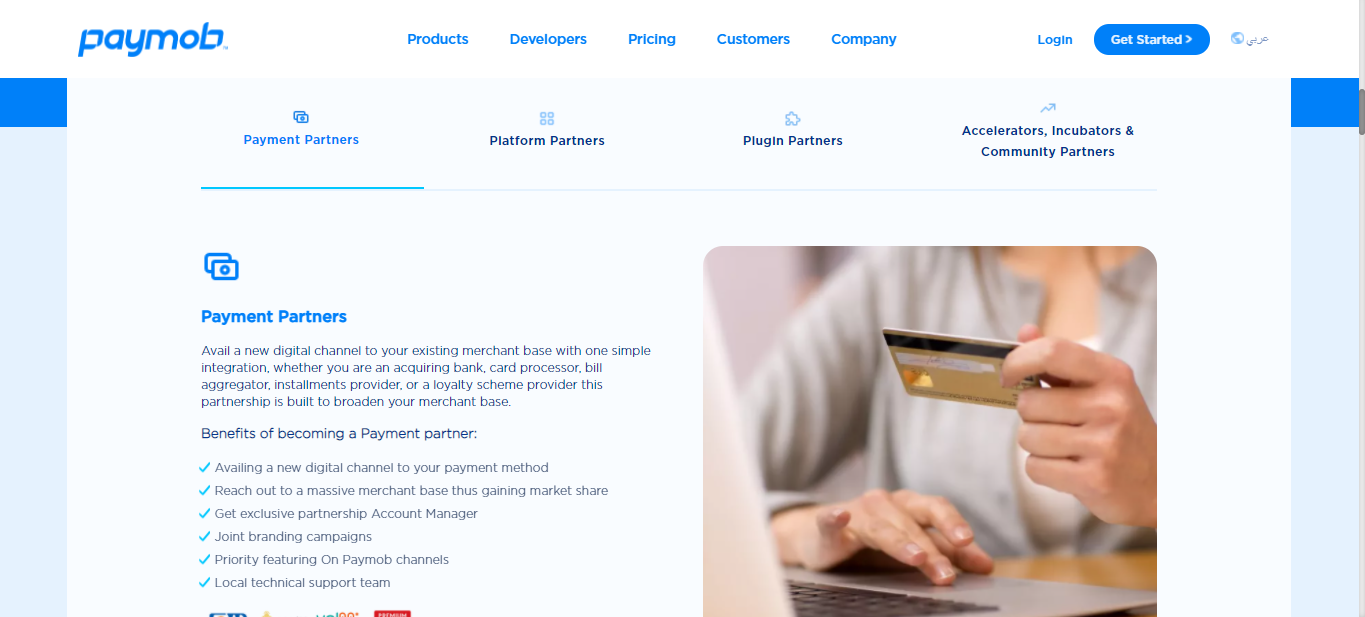 paymob
Products Developers Pricing Customers Company
Login Get Started > عربي
Payment Partners
Platform Partners
Plugin Partners
Accelerators, Incubators &
Community Partners
Payment Partners
Avail a new digital channel to your existing merchant base with one simple
integration, whether you are an acquiring bank, card processor, bill
aggregator, installments provider, or a loyalty scheme provider this
partnership is built to broaden your merchant base.
Benefits of becoming a Payment partner:
Availing a new digital channel to your payment method
Reach out to a massive merchant base thus gaining market share
Get exclusive partnership Account Manager
Joint branding campaigns
Priority featuring On Paymob channels
Local technical support team
PREMIUM